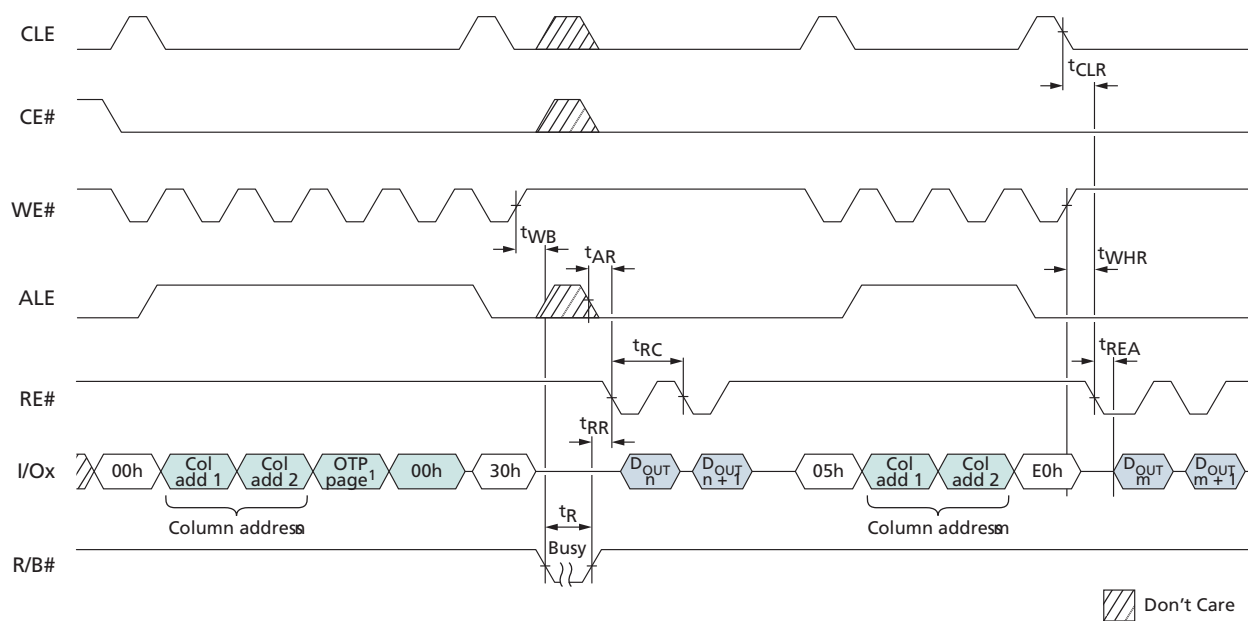 CLE
tCLR
CE#
WE#
tWB
tAR
tWHR
ALE
tRC
tREA
RE#
tRR
I/Ox
00h
Col add 1
Col add 2
OTP page1
00h
30h
DOUT n
DOUT n + 1
05h
Col add 1
Col add 2
E0h
DOUT m
DOUT m + 1
Column address n
tR
Column address m
R/B#
Busy
Don't Care